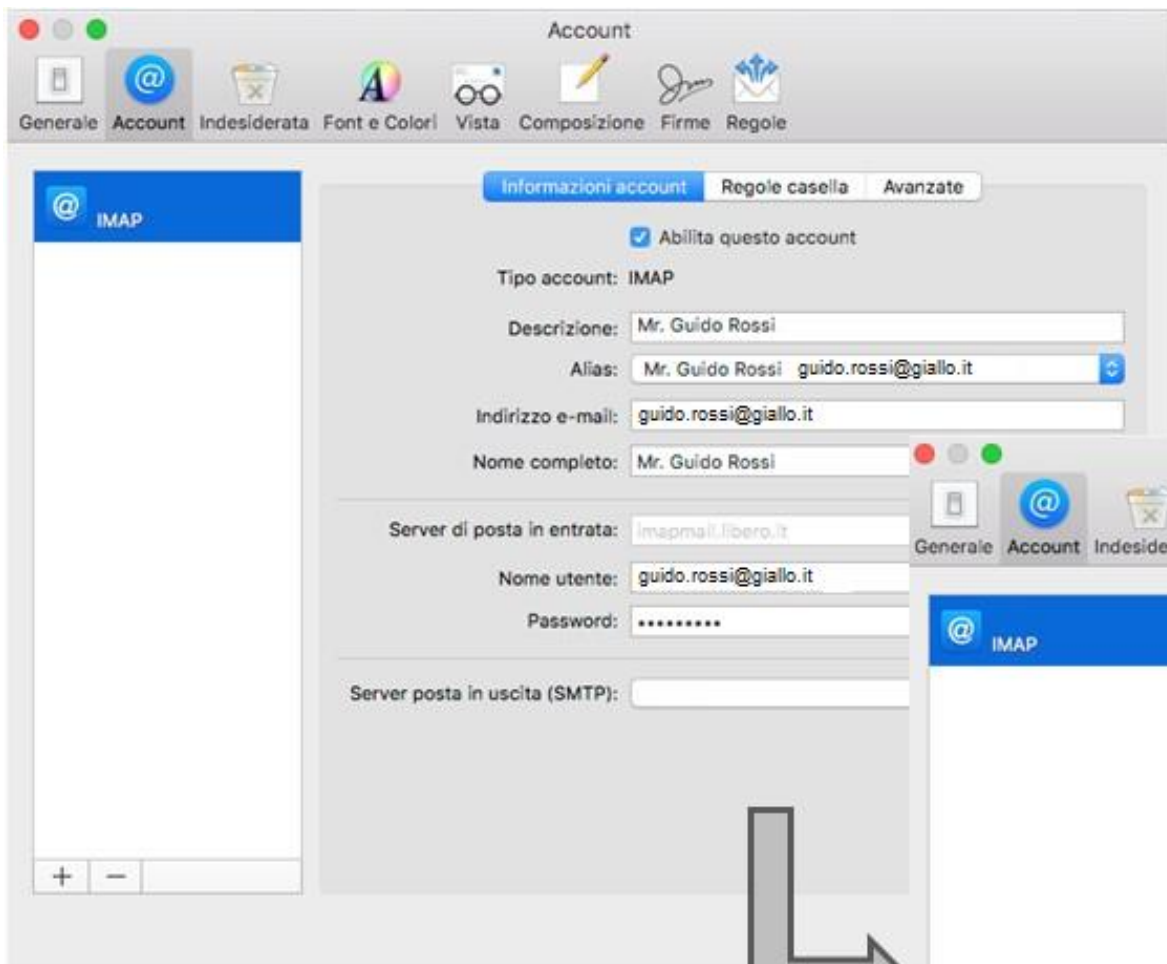 Account
Generale Account Indesiderata Font e Colori Vista Composizione Firme Regole
IMAP
Informazioni account Regole casella Avanzate
Abilita questo account
Tipo account: IMAP
Descrizione: Mr. Guido Rossi
Alias: Mr. Guido Rossi guido.rossi@giallo.it
Indirizzo e-mail: guido.rossi@giallo.it
Nome completo: Mr. Guido Rossi
Server di posta in entrata: imapmail.libero.it
Nome utente: guido.rossi@giallo.it
Password: •••••••••
Server posta in uscita (SMTP):
Generale Account Indeside
IMAP